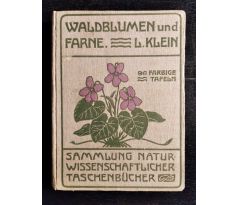 WALDBLUMEN und
FARNE. L. KLEIN
FARBIGE
TAFELN
SAMMLUNG NATUR
WISSENSCHAFTLICHER
TASCHENBÜCHER